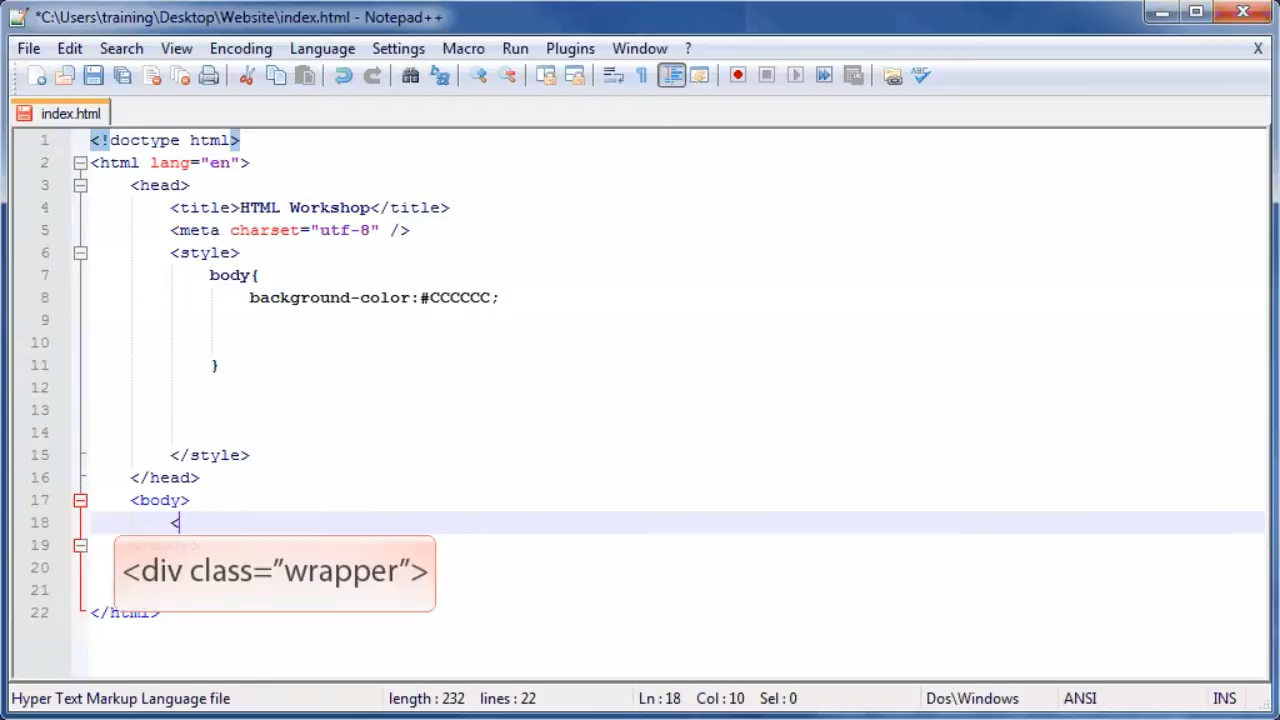 *C:\Users\training\Desktop\Website\index.html - Notepad++
File Edit Search View Encoding Language Settings Macro Run Plugins Window ? X
index.html
1 <!doctype html>
2 <html lang="en">
3 <head>
4 <title>HTML Workshop</title>
5 <meta charset="utf-8" />
6 <style>
7 body{
8 background-color:#CCCCCC;
9
10
11 }
12
13
14
15 </style>
16 </head>
17 <body>
18 <
19
<div class="wrapper">
20
21
22 </html>
Hyper Text Markup Language file length : 232 lines : 22 Ln : 18 Col : 10 Sel : 0 Dos\Windows ANSI INS